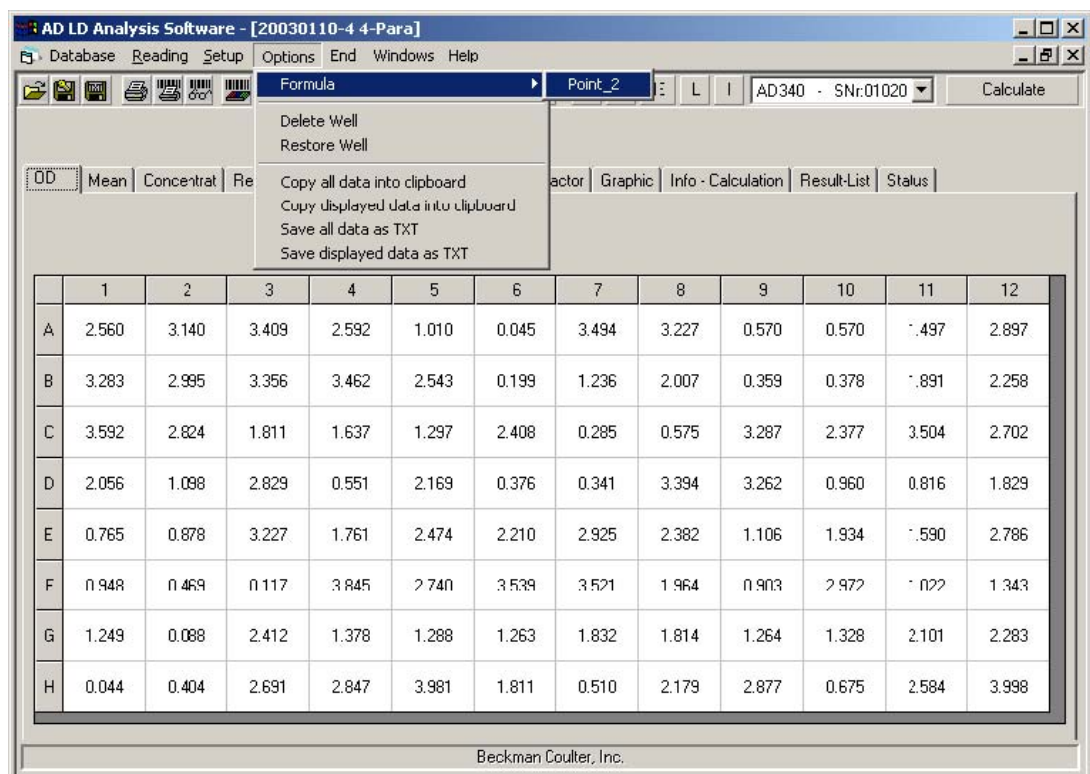 AD LD Analysis Software - [20030110-4 4-Para]
Database Reading Setup Options End Windows Help
Formula Point_2 L I AD340 - SNr:01020 Calculate
Delete Well
Restore Well
OD Mean Concentrat Re actor Graphic Info - Calculation Result-List Status
Copy all data into clipboard
Copy displayed data into clipboard
Save all data as TXT
Save displayed data as TXT
1 2 3 4 5 6 7 8 9 10 11 12
A 2.560 3.140 3.409 2.592 1.010 0.045 3.494 3.227 0.570 0.570 1.497 2.897
B 3.283 2.995 3.356 3.462 2.543 0.199 1.236 2.007 0.359 0.378 1.891 2.258
C 3.592 2.824 1.811 1.637 1.297 2.408 0.285 0.575 3.287 2.377 3.504 2.702
D 2.056 1.098 2.829 0.551 2.169 0.376 0.341 3.394 3.262 0.960 0.816 1.829
E 0.765 0.878 3.227 1.761 2.474 2.210 2.925 2.382 1.106 1.934 1.590 2.786
F 0.948 0.469 0.117 3.845 2.740 3.539 3.521 1.964 0.903 2.972 1.022 1.343
G 1.249 0.088 2.412 1.378 1.288 1.263 1.832 1.814 1.264 1.328 2.101 2.283
H 0.044 0.404 2.691 2.847 3.981 1.811 0.510 2.179 2.877 0.675 2.584 3.998
Beckman Coulter, Inc.